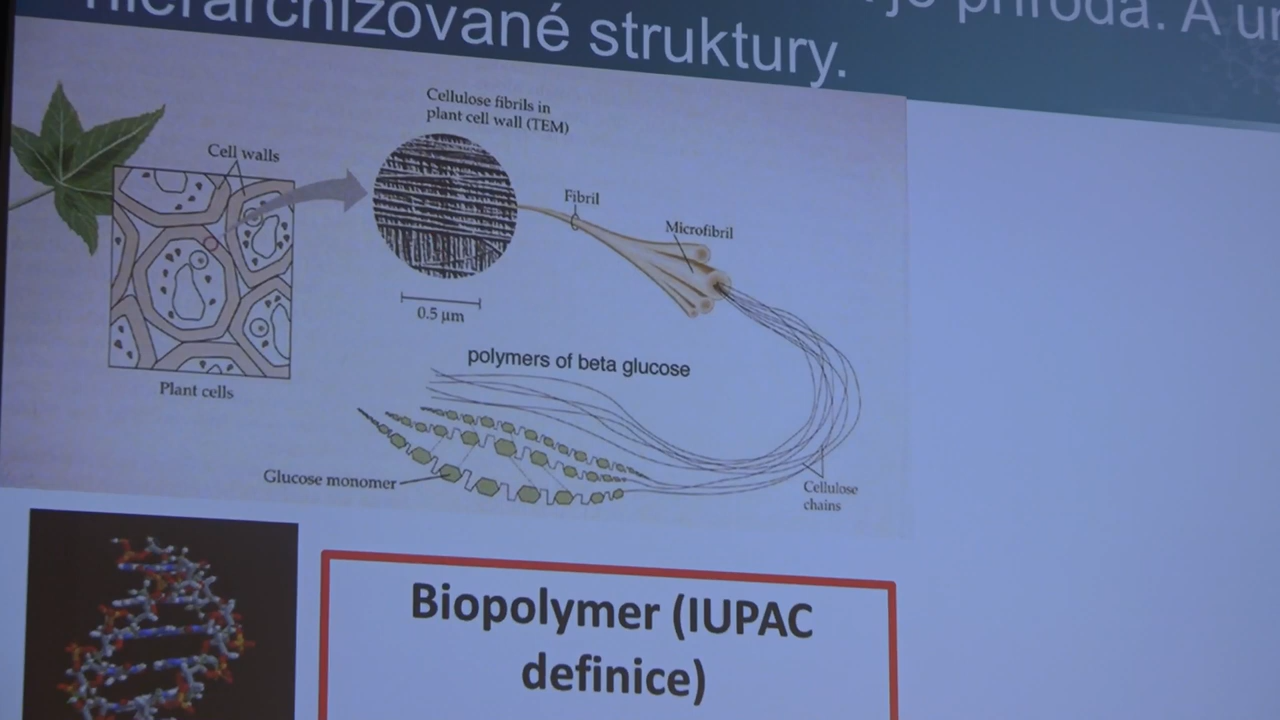 je příroda. A
hierarchizované struktury.
Cellulose fibrils in
plant cell wall (TEM)
Cell walls
Fibril
Microfibril
0.5 µm
polymers of beta glucose
Plant cells
Glucose monomer
Cellulose
chains
Biopolymer (IUPAC
definice)